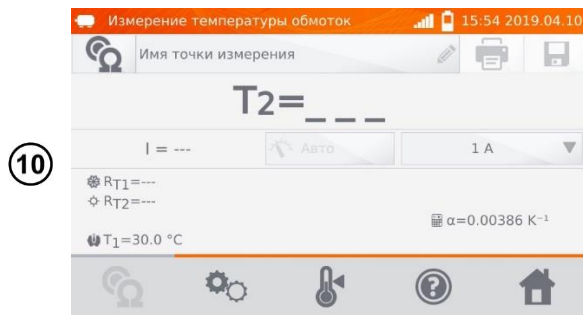 Измерение температуры обмоток 15:54 2019.04.10
Имя точки измерения
T2=_ _ _
10
I = --- Авто 1 A
RT1=---
RT2=---
α=0.00386 K⁻¹
T1=30.0 °C